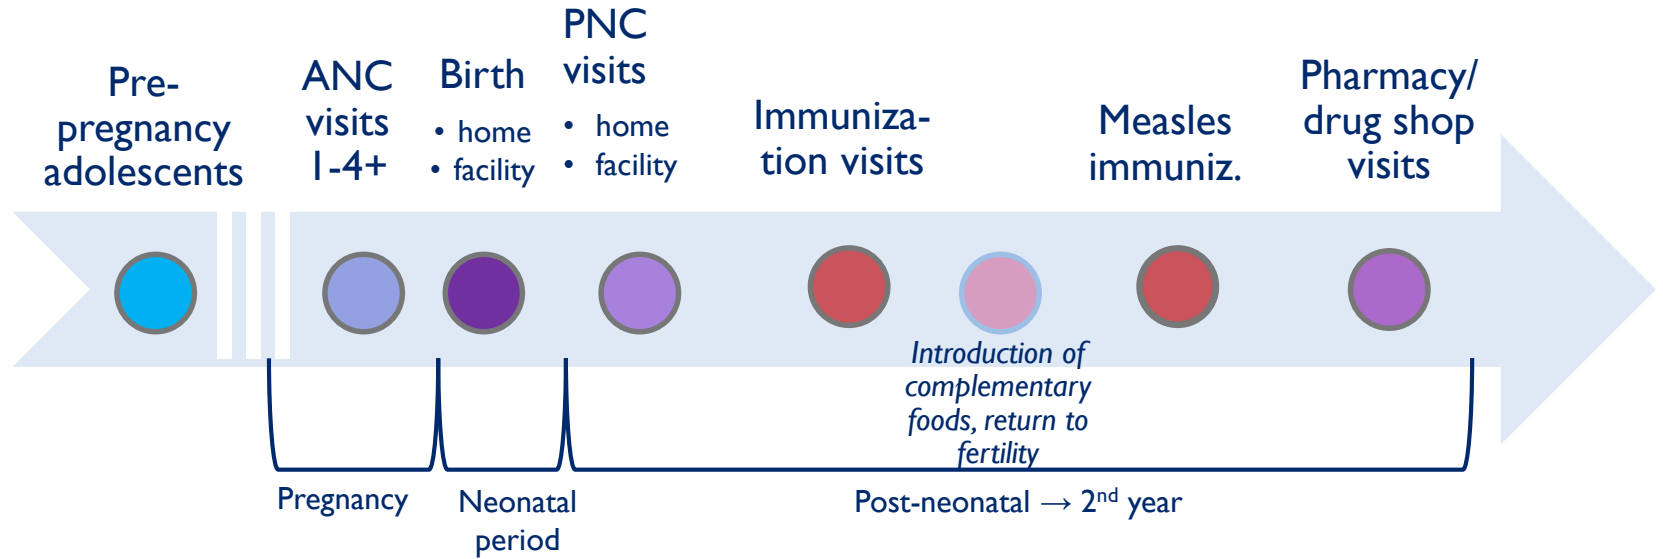 Pre-
pregnancy
adolescents
ANC
visits
1-4+
Birth
• home
• facility
PNC
visits
• home
• facility
Immuniza-
tion visits
Measles
immuniz.
Pharmacy/
drug shop
visits
Introduction of
complementary
foods, return to
fertility
Pregnancy
Neonatal
period
Post-neonatal → 2nd year